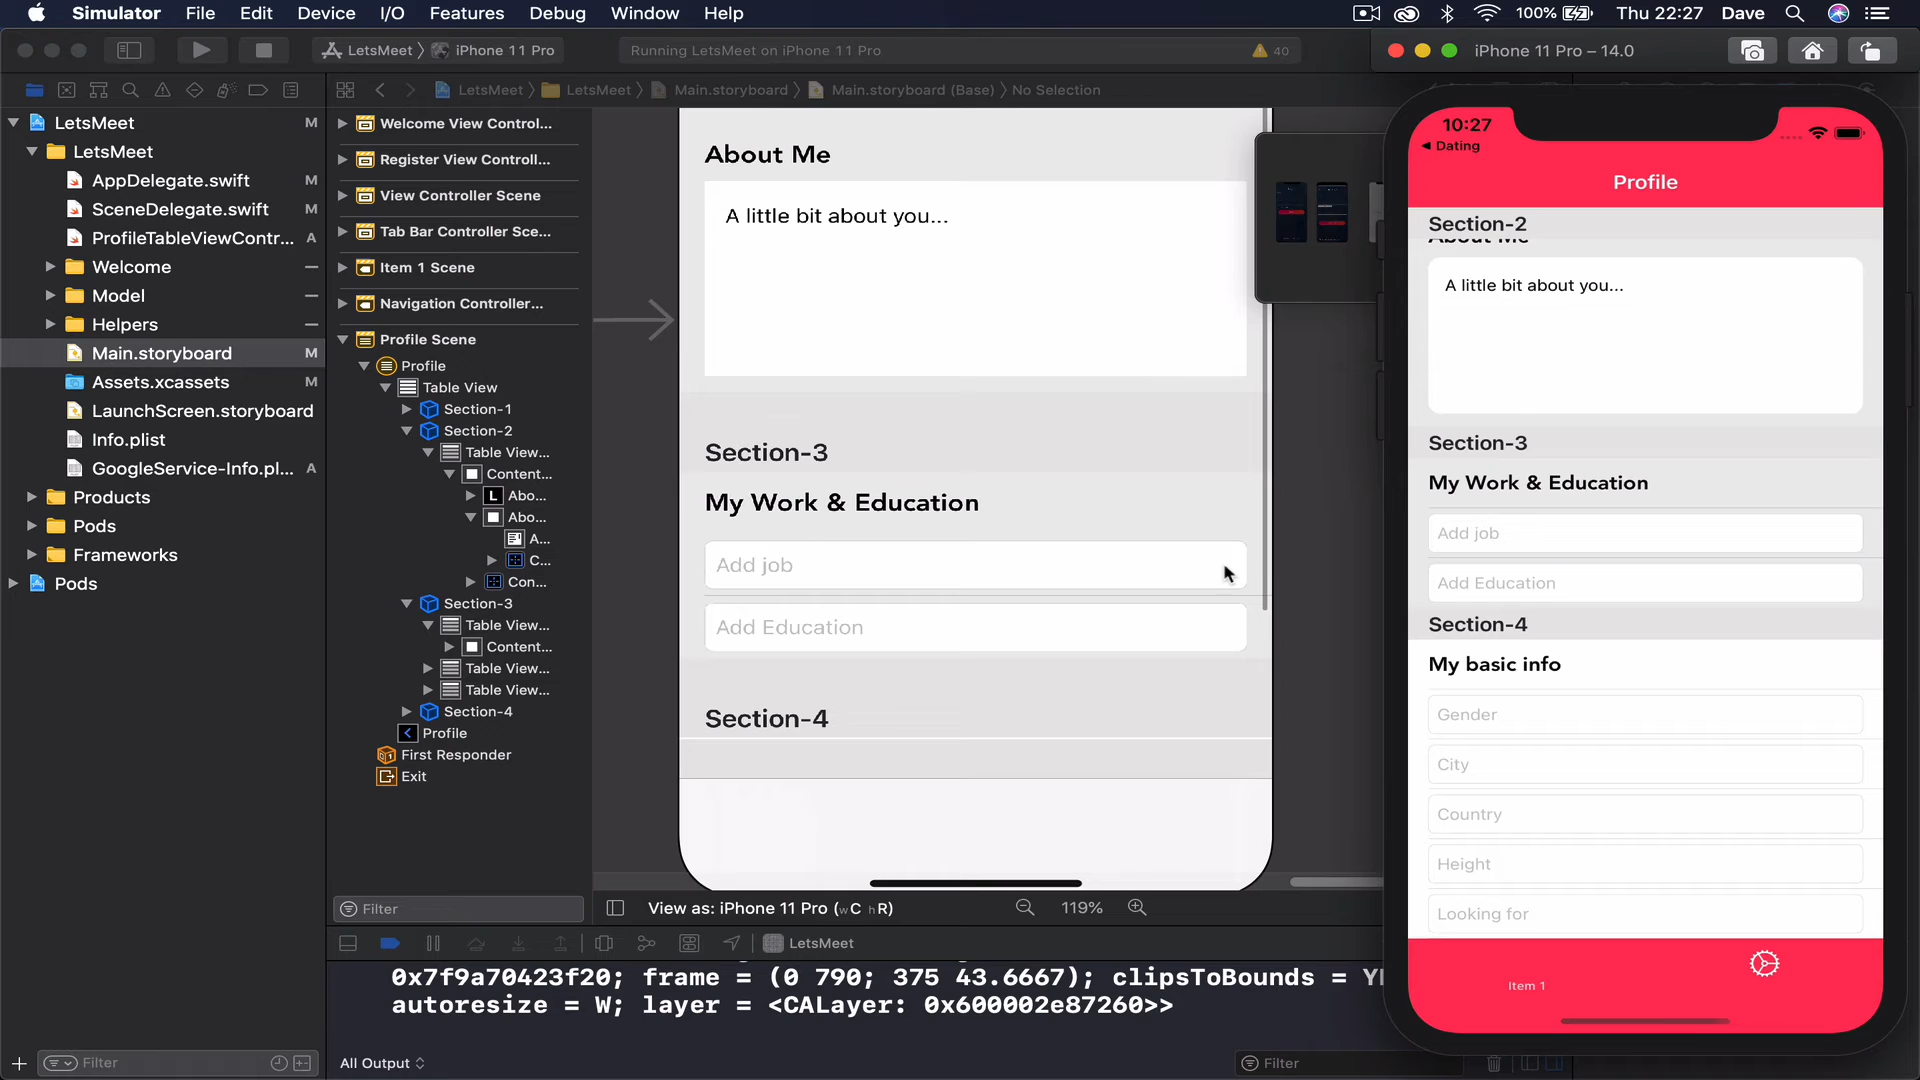 Simulator File Edit Device I/O Features Debug Window Help 100% Thu 22:27 Dave
LetsMeet iPhone 11 Pro
Running LetsMeet on iPhone 11 Pro
40
iPhone 11 Pro – 14.0
LetsMeet LetsMeet Main.storyboard Main.storyboard (Base) No Selection
LetsMeet M
LetsMeet
AppDelegate.swift M
SceneDelegate.swift M
ProfileTableViewContr... A
Welcome
Model
Helpers
Main.storyboard M
Assets.xcassets M
LaunchScreen.storyboard
Info.plist
GoogleService-Info.pl... A
Products
Pods
Frameworks
Pods
Filter
Welcome View Control...
Register View Controll...
View Controller Scene
Tab Bar Controller Sce...
Item 1 Scene
Navigation Controller...
Profile Scene
Profile
Table View
Section-1
Section-2
Table View...
Content...
L Abo...
Abo...
A...
C...
Con...
Section-3
Table View...
Content...
Table View...
Table View...
Section-4
Profile
First Responder
Exit
Filter
About Me
A little bit about you...
Section-3
My Work & Education
Add job
Add Education
Section-4
View as: iPhone 11 Pro (wC hR)
119%
LetsMeet
0x7f9a70423f20; frame = (0 790; 375 43.6667); clipsToBounds = Y
autoresize = W; layer = <CALayer: 0x600002e87260>>
All Output
Filter
10:27
Dating
Profile
Section-2
About Me
A little bit about you...
Section-3
My Work & Education
Add job
Add Education
Section-4
My basic info
Gender
City
Country
Height
Looking for
Item 1